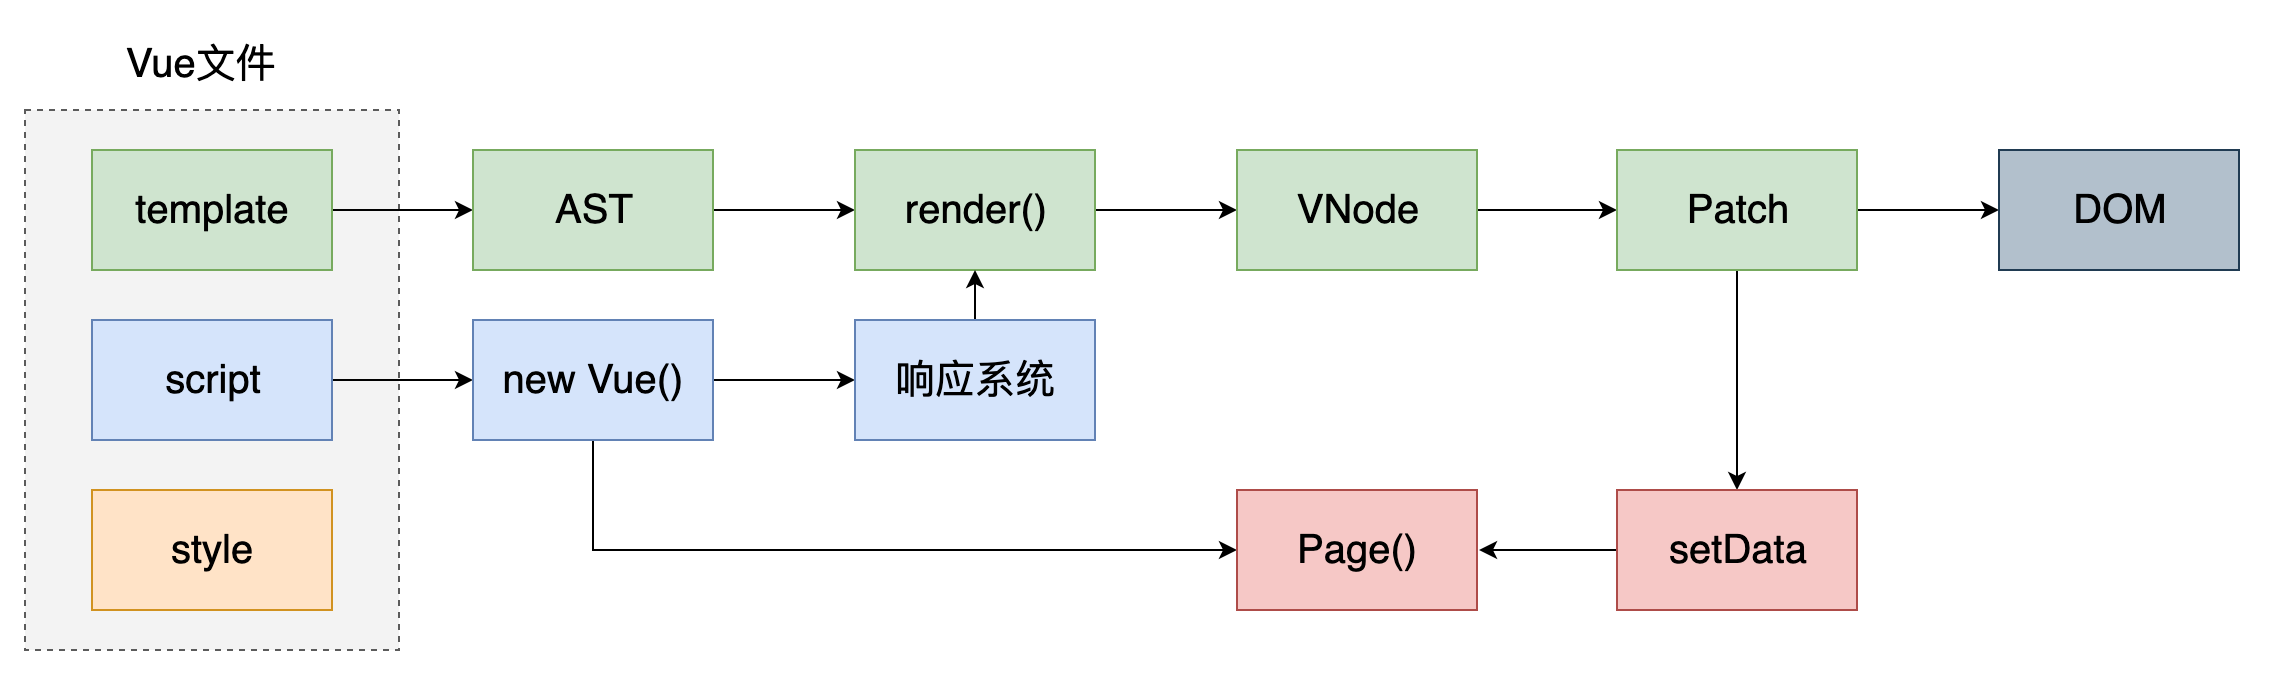 Vue文件
template
AST
render()
VNode
Patch
DOM
script
new Vue()
响应系统
style
Page()
setData